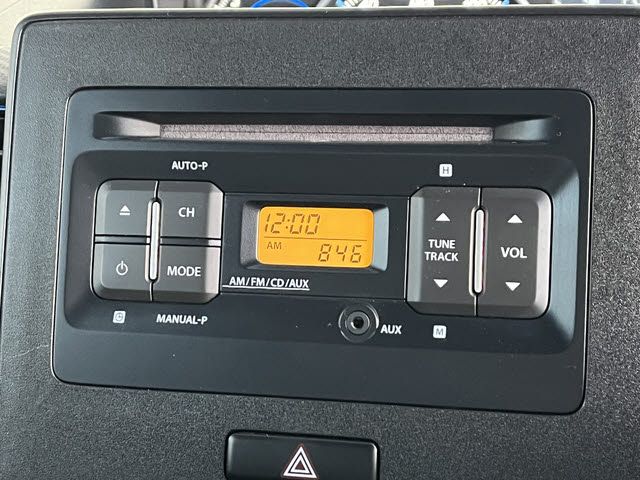 AUTO-P
H
CH
12:00
TUNE
TRACK
VOL
AM
846
MODE
AM/FM/CD/AUX
MANUAL-P
AUX
M